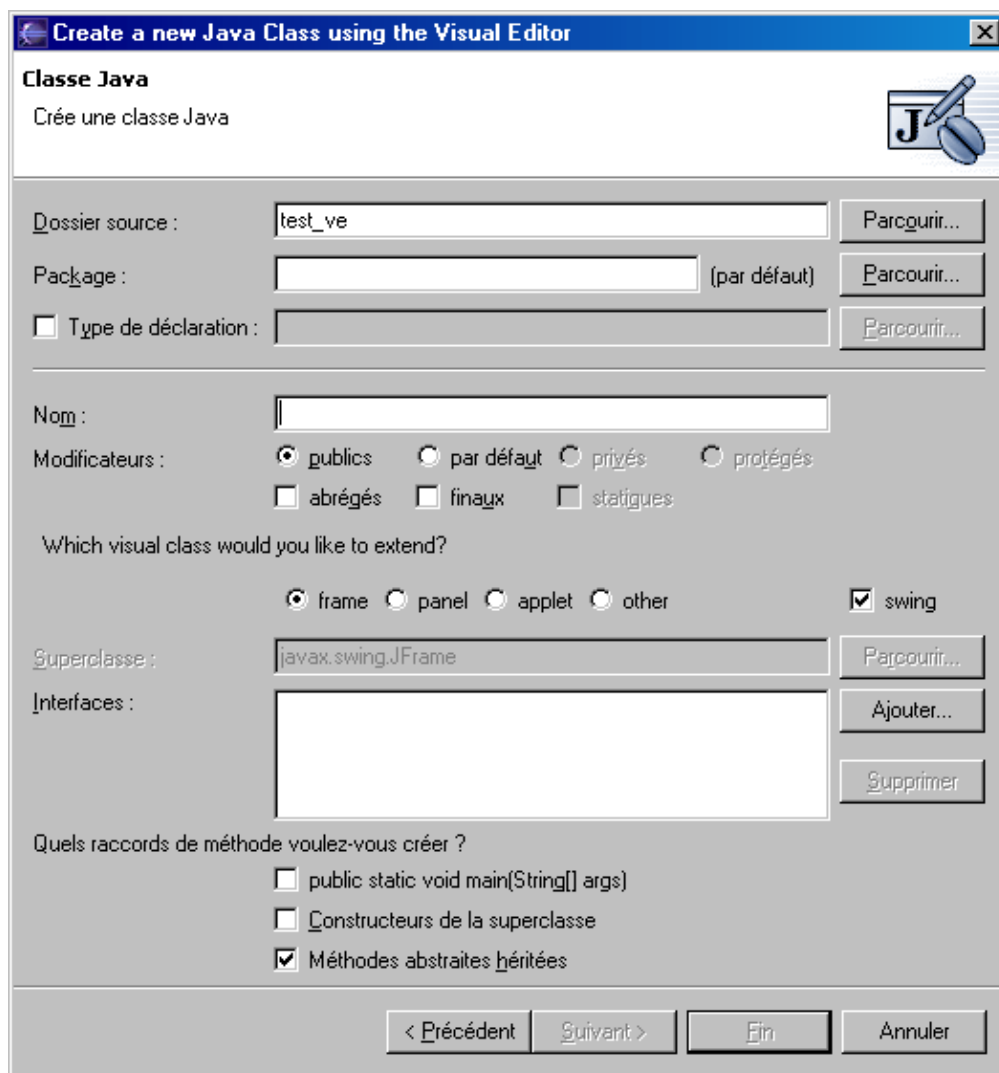 Create a new Java Class using the Visual Editor
Classe Java
Crée une classe Java
J
Dossier source : test_ve Parcourir...
Package : (par défaut) Parcourir...
Type de déclaration : Parcourir...
Nom :
Modificateurs : publics par défaut privés protégés
abrégés finaux statigues
Which visual class would you like to extend?
frame panel applet other swing
Superclasse : javax.swing.JFrame Parcourir...
Interfaces : Ajouter...
Supprimer
Quels raccords de méthode voulez-vous créer ?
public static void main(String[] args)
Constructeurs de la superclasse
Méthodes abstraites héritées
< Précédent Suivant > Fin Annuler